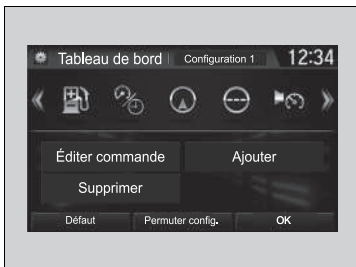 Tableau de bord Configuration 1 12:34
Éditer commande Ajouter
Supprimer
Défaut Permuter config. OK